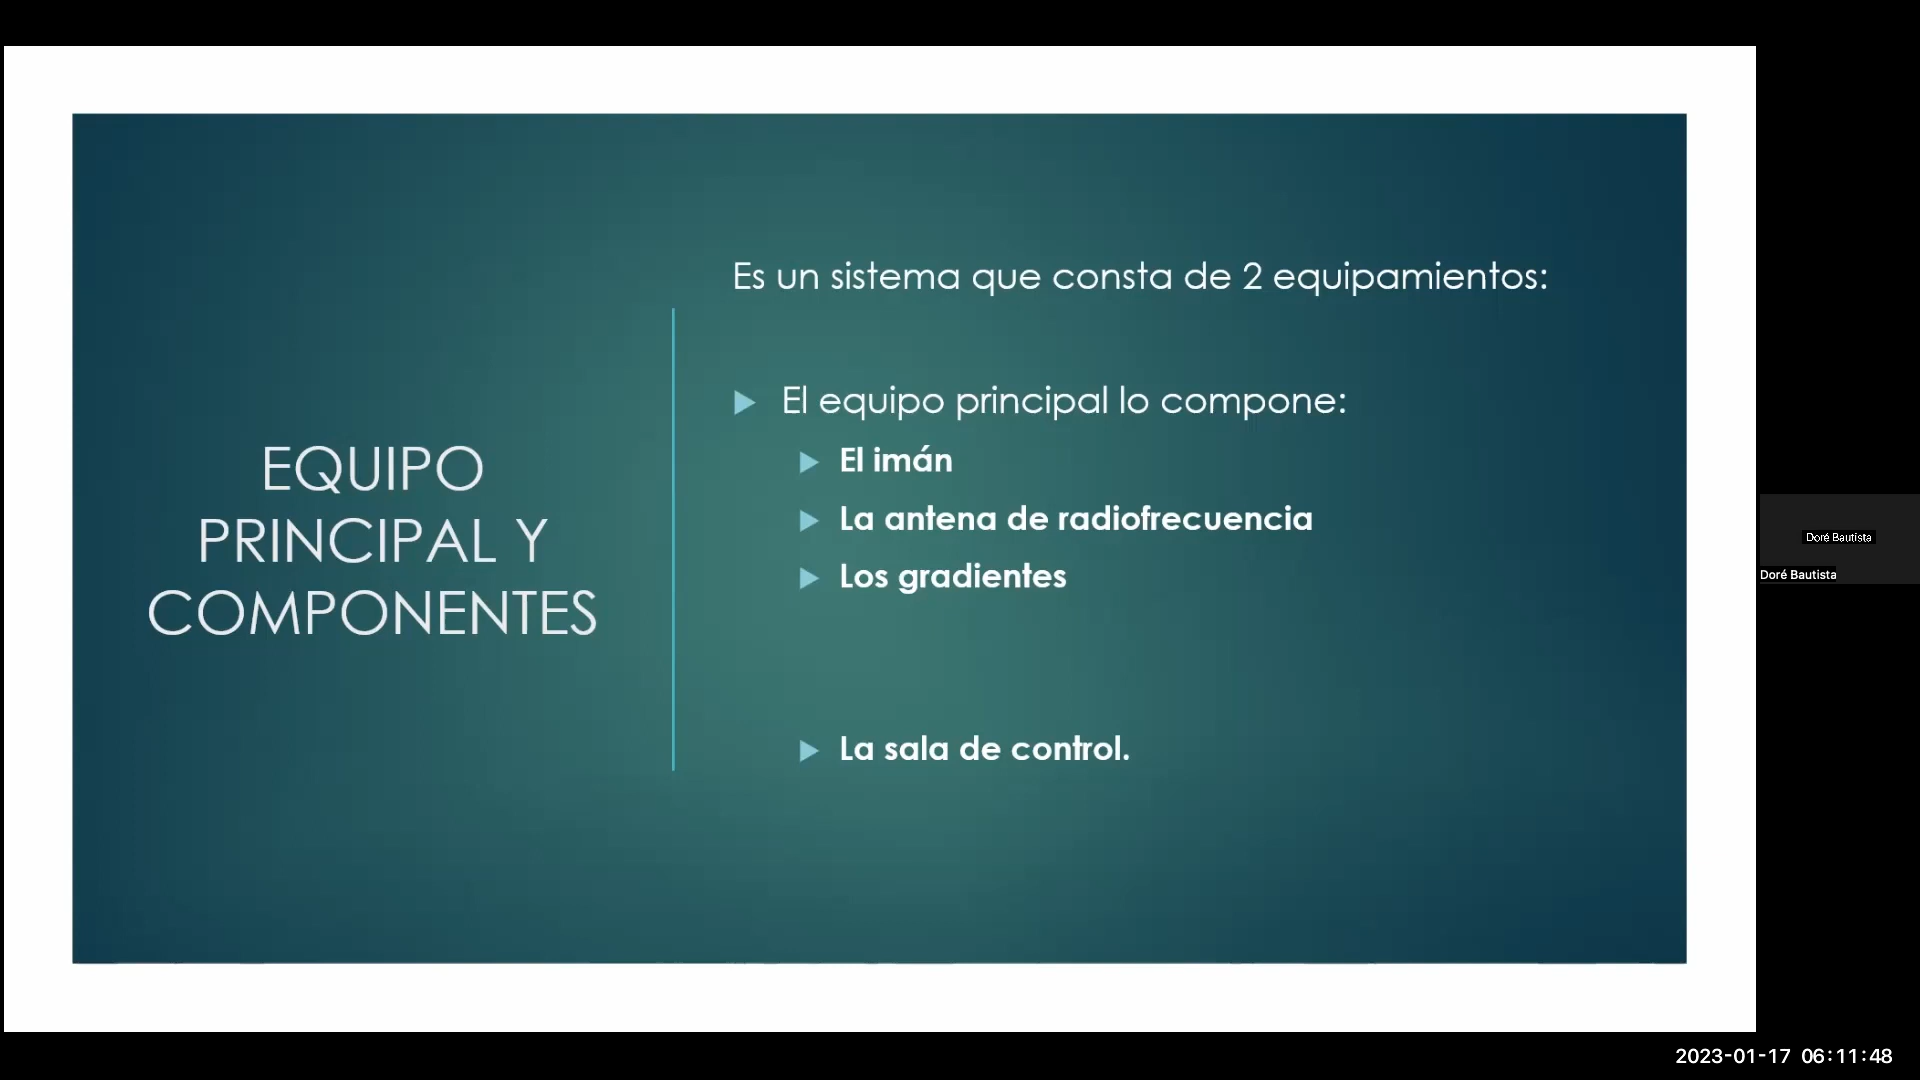 EQUIPO
PRINCIPAL Y
COMPONENTES
Es un sistema que consta de 2 equipamientos:
El equipo principal lo compone:
El imán
La antena de radiofrecuencia
Los gradientes
La sala de control.
Doré Bautista
Doré Bautista
2023-01-17 06:11:48